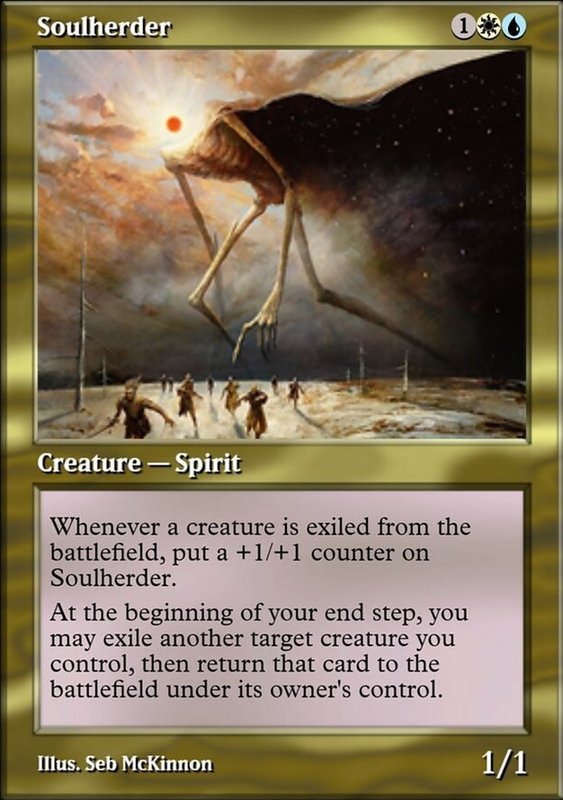 Soulherder
1
Creature — Spirit
Whenever a creature is exiled from the
battlefield, put a +1/+1 counter on
Soulherder.
At the beginning of your end step, you
may exile another target creature you
control, then return that card to the
battlefield under its owner's control.
Illus. Seb McKinnon
1/1